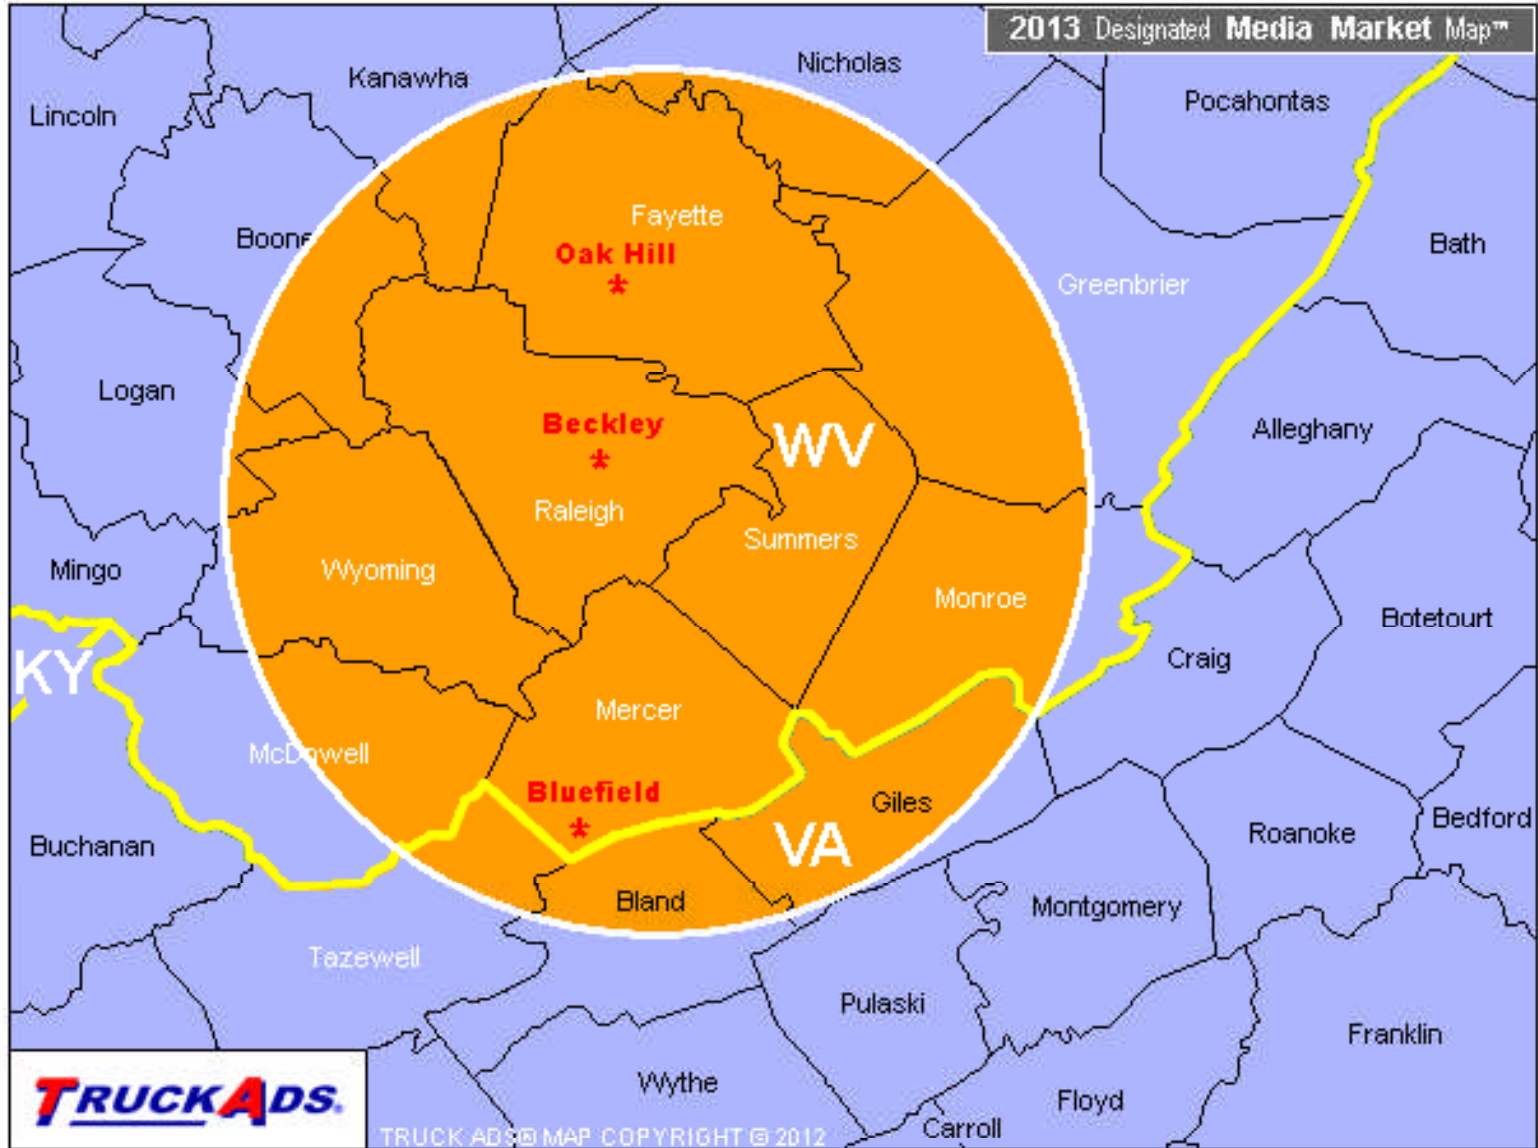 2013 Designated Media Market Map™
Kanawha
Nicholas
Pocahontas
Lincoln
Fayette
Boone
Oak Hill
*
Bath
Greenbrier
Logan
Beckley
*
WV
Alleghany
Raleigh
Summers
Mingo
Wyoming
Monroe
Botetourt
KY
Craig
Mercer
McDowell
Bluefield
*
Giles
Buchanan
VA
Roanoke
Bedford
Bland
Montgomery
Tazewell
Pulaski
Franklin
Wythe
Floyd
TRUCKADS®
Carroll
TRUCK ADS® MAP COPYRIGHT © 2012